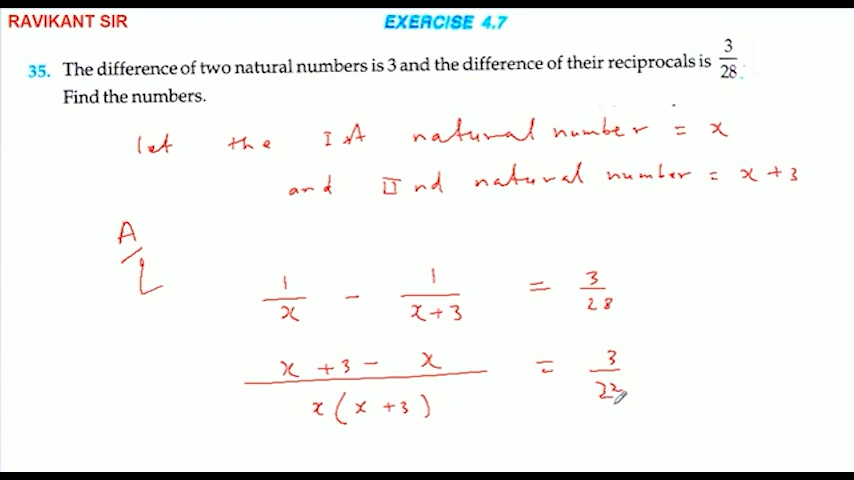 RAVIKANT SIR
EXERCISE 4.7
35. The difference of two natural numbers is 3 and the difference of their reciprocals is 3/28.
Find the numbers.
let the Ist natural number = x
and IInd natural number = x + 3
A/
1/x - 1/(x+3) = 3/28
(x + 3 - x)/(x(x + 3)) = 3/